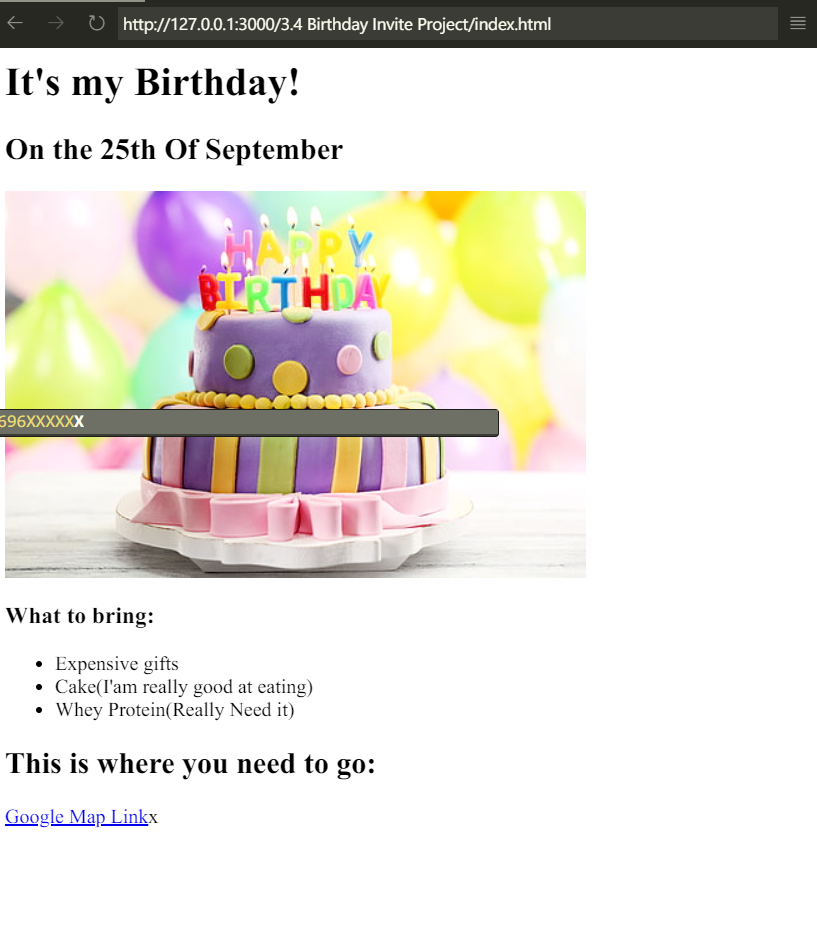 http://127.0.0.1:3000/3.4 Birthday Invite Project/index.html
It's my Birthday!
On the 25th Of September
HAPPY
BIRTHDAY
696XXXXXX
What to bring:
Expensive gifts
Cake(I'am really good at eating)
Whey Protein(Really Need it)
This is where you need to go:
Google Map Linkx